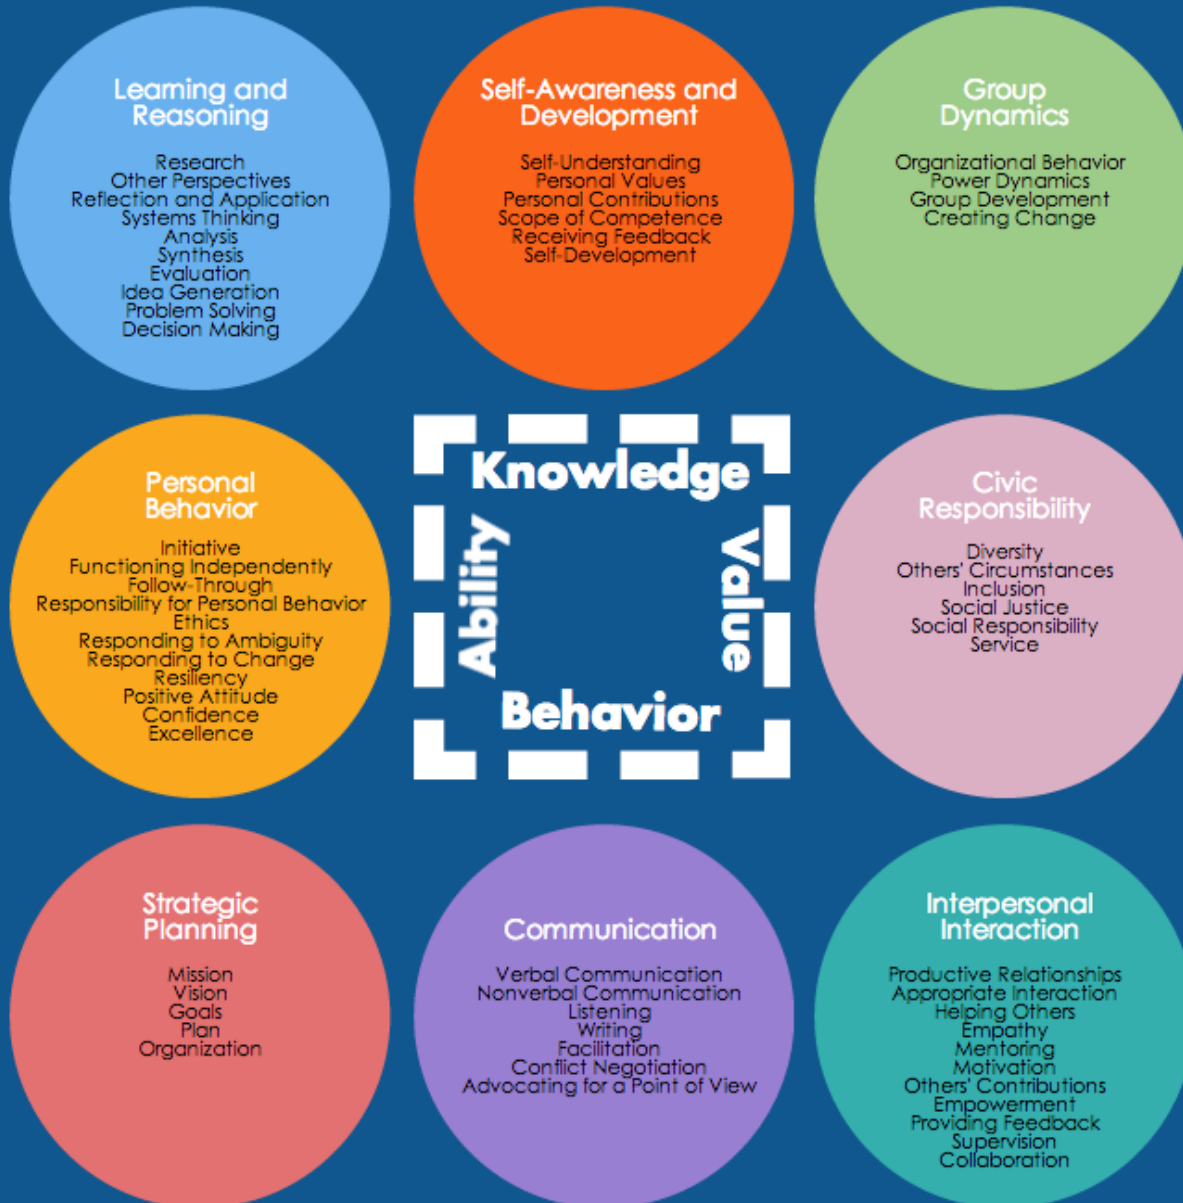 Learning and
Reasoning
Research
Other Perspectives
Reflection and Application
Systems Thinking
Analysis
Synthesis
Evaluation
Idea Generation
Problem Solving
Decision Making
Self-Awareness and
Development
Self-Understanding
Personal Values
Personal Contributions
Scope of Competence
Receiving Feedback
Self-Development
Group
Dynamics
Organizational Behavior
Power Dynamics
Group Development
Creating Change
Personal
Behavior
Initiative
Functioning Independently
Follow-Through
Responsibility for Personal Behavior
Ethics
Responding to Ambiguity
Responding to Change
Resiliency
Positive Attitude
Confidence
Excellence
Knowledge
Ability
Value
Behavior
Civic
Responsibility
Diversity
Others' Circumstances
Inclusion
Social Justice
Social Responsibility
Service
Strategic
Planning
Mission
Vision
Goals
Plan
Organization
Communication
Verbal Communication
Nonverbal Communication
Listening
Writing
Facilitation
Conflict Negotiation
Advocating for a Point of View
Interpersonal
Interaction
Productive Relationships
Appropriate Interaction
Helping Others
Empathy
Mentoring
Motivation
Others' Contributions
Empowerment
Providing Feedback
Supervision
Collaboration